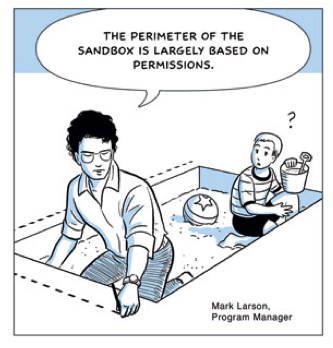 THE PERIMETER OF THE
SANDBOX IS LARGELY BASED ON
PERMISSIONS.
?
Mark Larson,
Program Manager